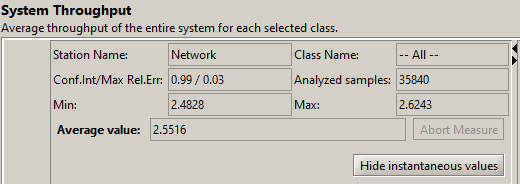 System Throughput
Average throughput of the entire system for each selected class.
Station Name: Network Class Name: -- All --
Conf.Int/Max Rel.Err: 0.99 / 0.03 Analyzed samples: 35840
Min: 2.4828 Max: 2.6243
Average value: 2.5516 Abort Measure
Hide instantaneous values